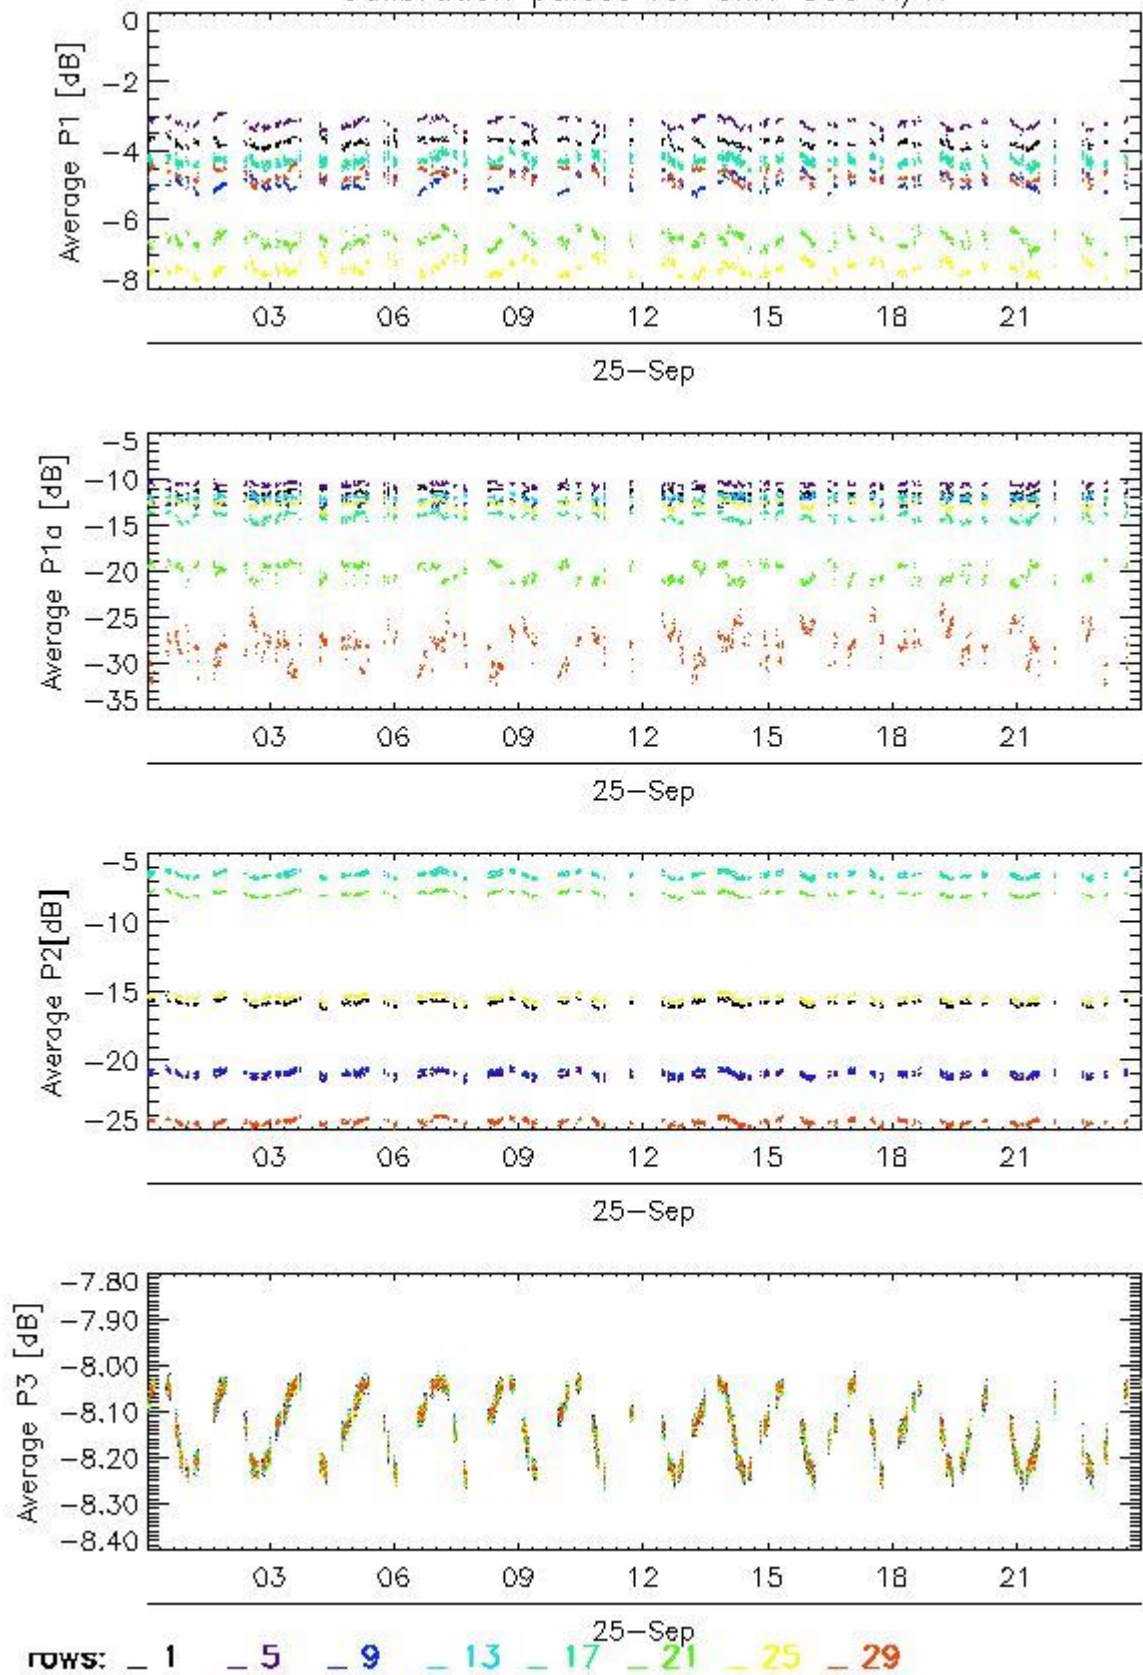 0
−2
−4
−6
−8
Average P1 [dB]
03 06 09 12 15 18 21
25−Sep
−5
−10
−15
−20
−25
−30
−35
Average P1a [dB]
03 06 09 12 15 18 21
25−Sep
−5
−10
−15
−20
−25
Average P2[dB]
03 06 09 12 15 18 21
25−Sep
−7.80
−7.90
−8.00
−8.10
−8.20
−8.30
−8.40
Average P3 [dB]
03 06 09 12 15 18 21
25−Sep
rows: _ 1 _ 5 _ 9 _ 13 _ 17 _ 21 _ 25 _ 29